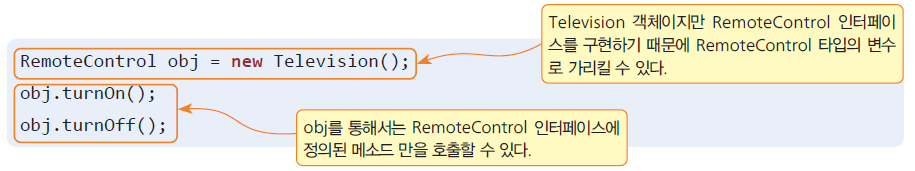 Television 객체이지만 RemoteControl 인터페이
스를 구현하기 때문에 RemoteControl 타입의 변수
로 가리킬 수 있다.
RemoteControl obj = new Television();
obj.turnOn();
obj.turnOff();
obj를 통해서는 RemoteControl 인터페이스에
정의된 메소드 만을 호출할 수 있다.